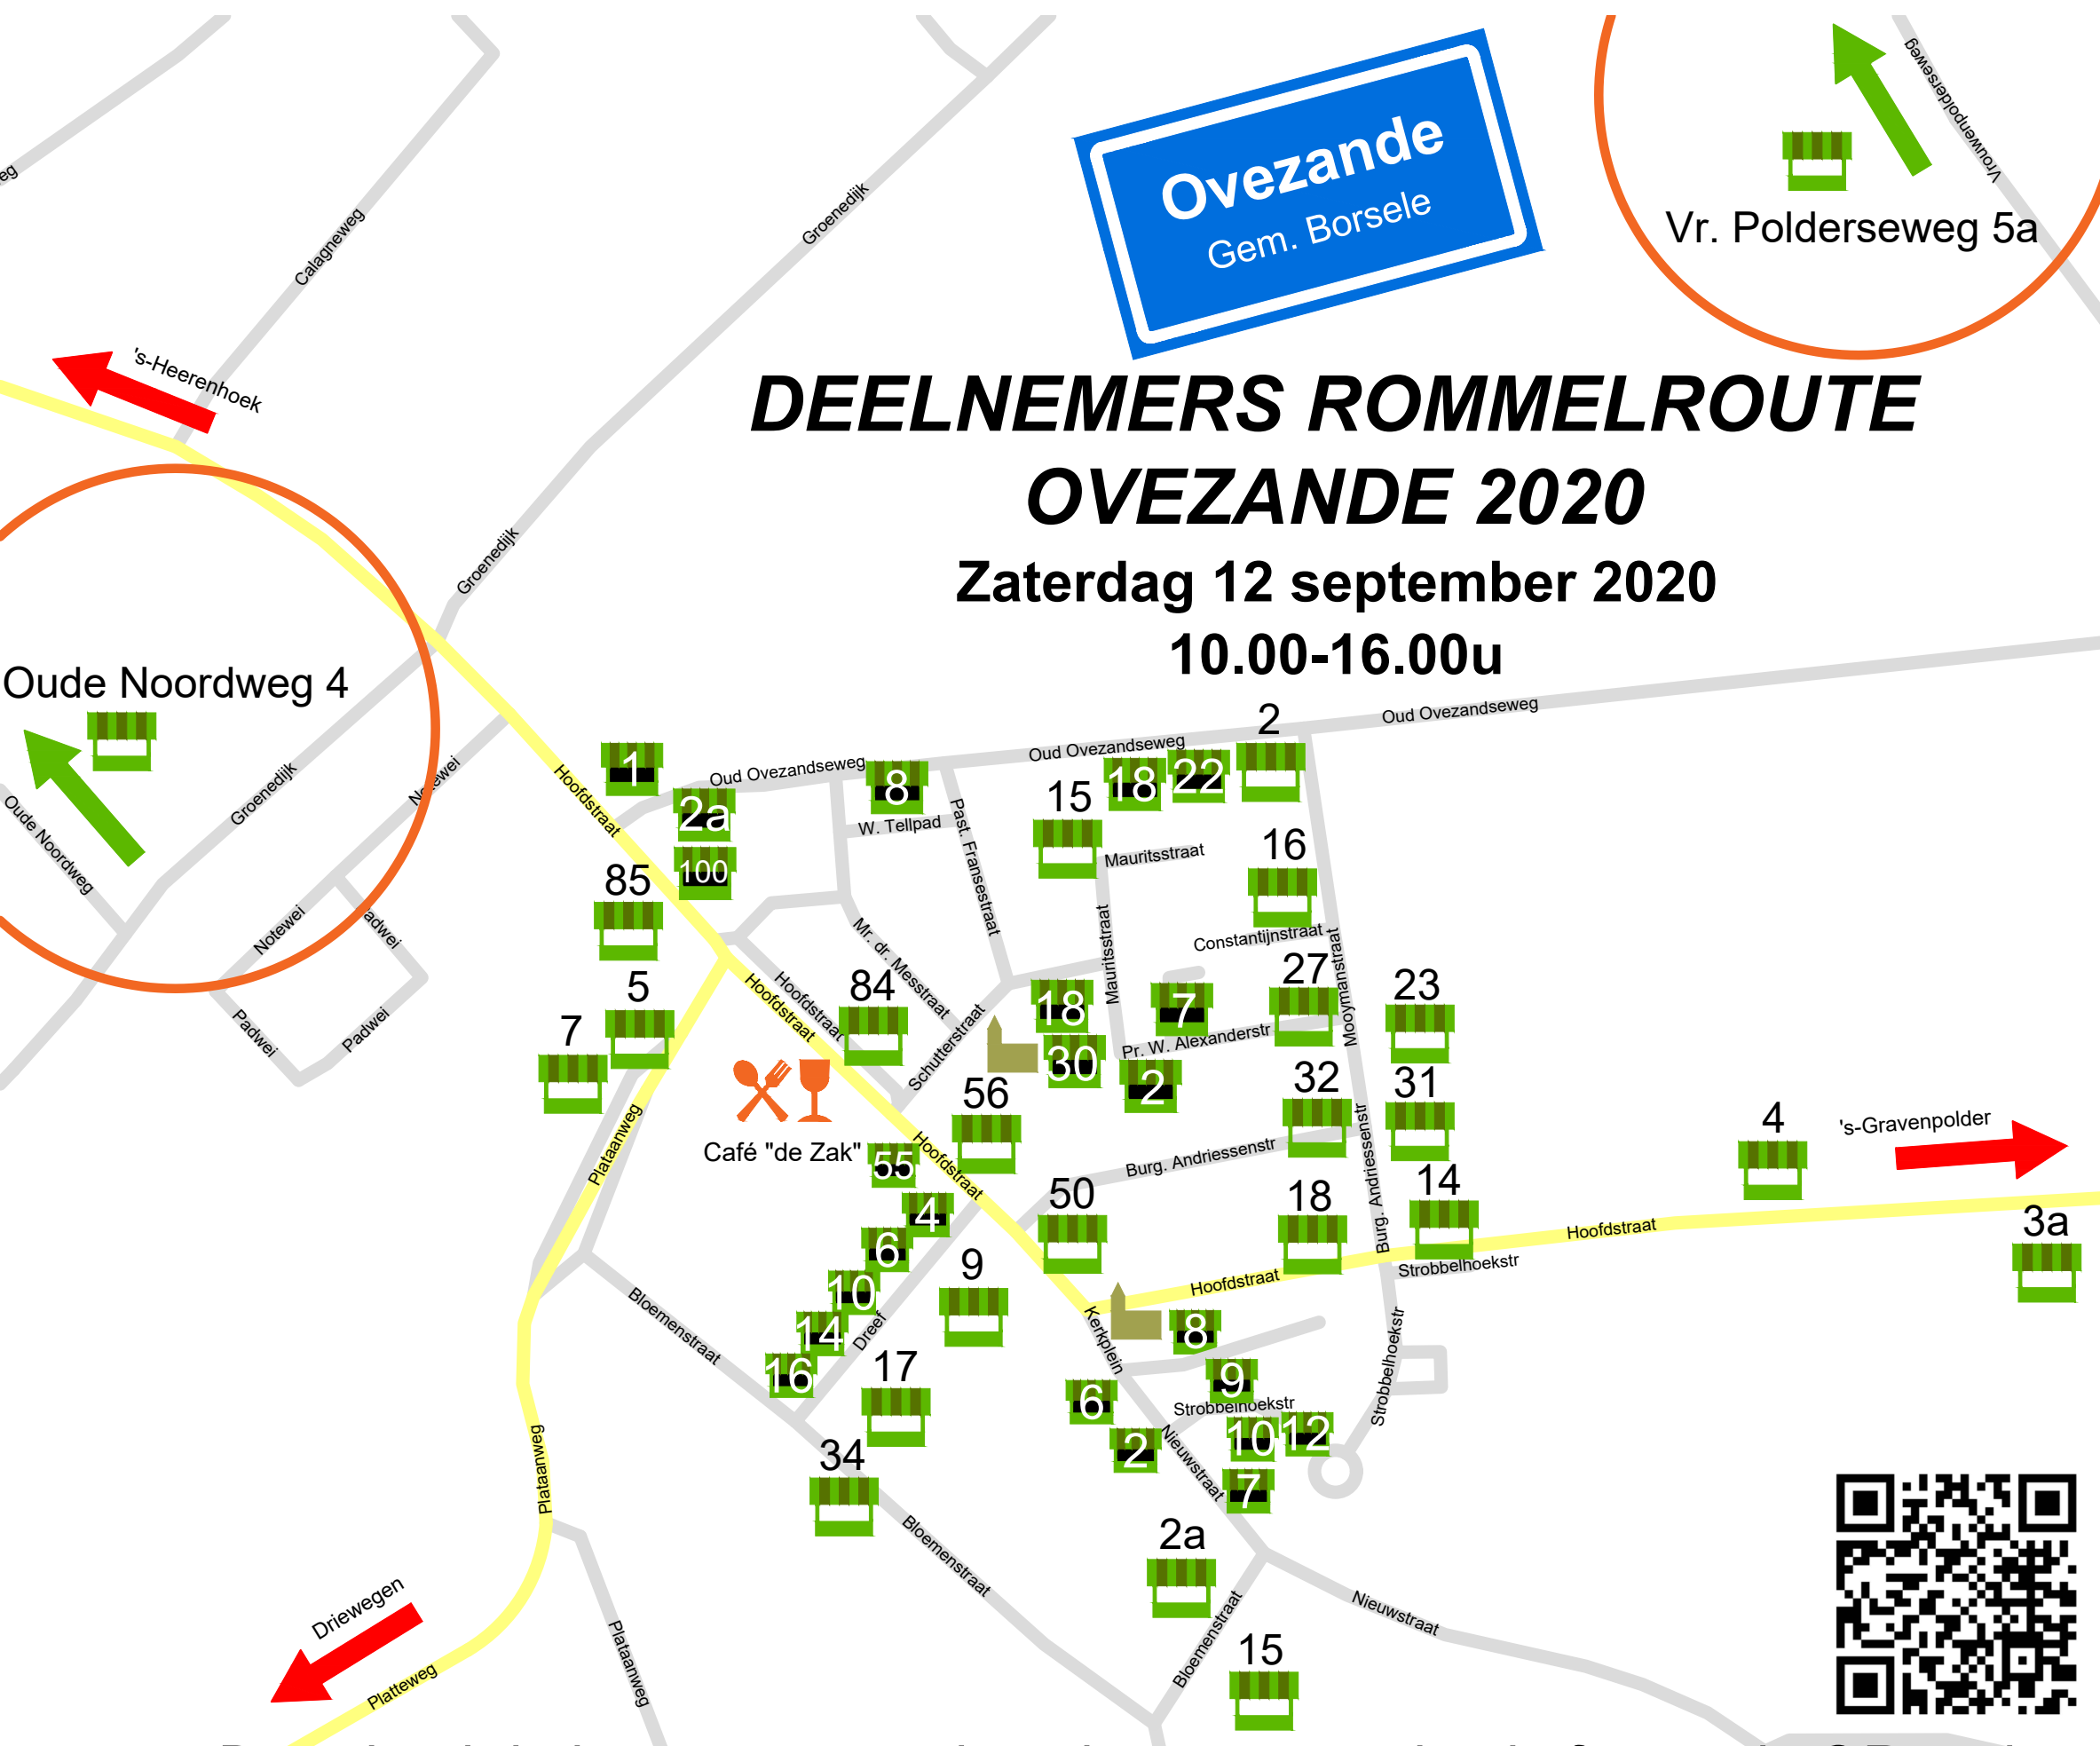 Ovezande
Gem. Borsele
Vrouwenpolderseweg
Vr. Polderseweg 5a
Calagneweg
Groenedijk
's-Heerenhoek
DEELNEMERS ROMMELROUTE
OVEZANDE 2020
Zaterdag 12 september 2020
10.00-16.00u
Groenedijk
Oude Noordweg 4
Oude Noordweg
Groenedijk
Notewei
Notewei
Padwei
Padwei
Padwei
Hoofdstraat
1
Oud Ovezandseweg
Oud Ovezandseweg
Oud Ovezandseweg
2
2a
8
18
22
15
100
W. Tellpad
Past. Fransestraat
Mauritsstraat
16
85
Mr. dr. Messtraat
Mauritsstraat
Constantijnstraat
Mooymanstraat
5
7
Hoofdstraat
Hoofdstraat
84
Schutterstraat
18
30
7
27
23
Pr. W. Alexanderstr
2
56
32
31
Café "de Zak"
55
Hoofdstraat
Burg. Andriessenstr
Burg. Andriessenstr
4
's-Gravenpolder
Plataanweg
4
6
10
14
16
Dreef
9
50
18
14
Hoofdstraat
Hoofdstraat
3a
Strobbelhoekstr
Bloemenstraat
17
Kerkplein
8
9
Strobbelhoekstr
Strobbelhoekstr
6
2
10
12
7
Nieuwstraat
34
Plataanweg
Bloemenstraat
2a
Bloemenstraat
Nieuwstraat
15
Driewegen
Platteweg
Plataanweg